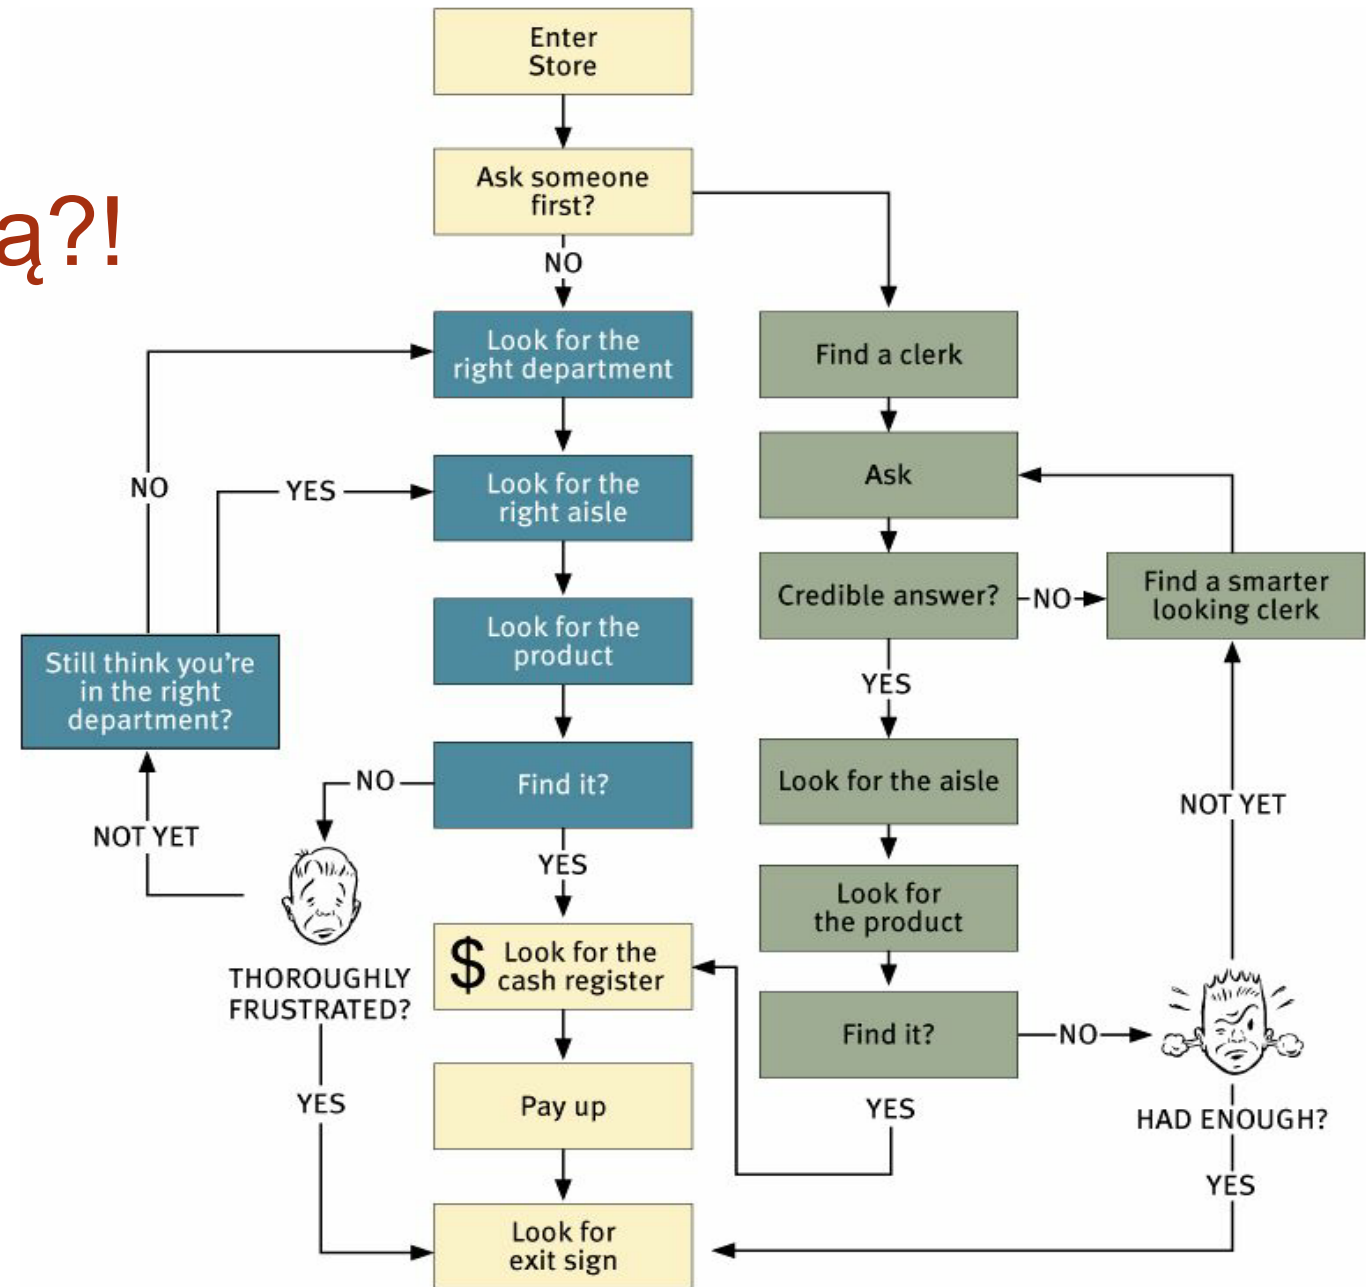 Enter
Store
ą?!
Ask someone
first?
NO
Look for the
right department
Find a clerk
NO
YES
Look for the
right aisle
Ask
Credible answer?
NO
Find a smarter
looking clerk
Look for the
product
Still think you're
in the right
department?
YES
Find it?
NO
Look for the aisle
NOT YET
NOT YET
YES
Look for
the product
$ Look for the
cash register
THOROUGHLY
FRUSTRATED?
Find it?
NO
YES
Pay up
YES
HAD ENOUGH?
YES
Look for
exit sign